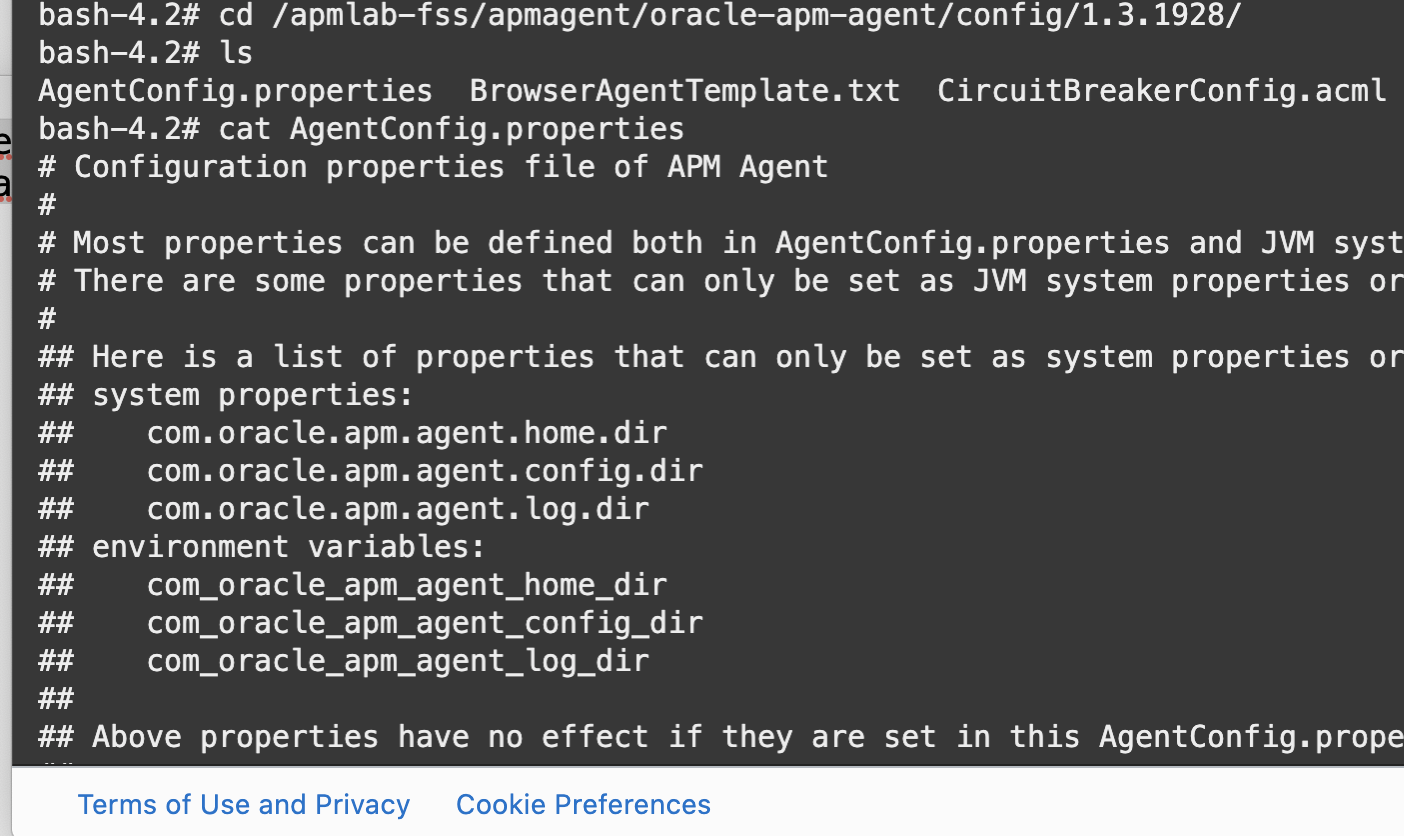 bash-4.2# cd /apmlab-fss/apmagent/oracle-apm-agent/config/1.3.1928/
bash-4.2# ls
AgentConfig.properties  BrowserAgentTemplate.txt  CircuitBreakerConfig.acml
bash-4.2# cat AgentConfig.properties
# Configuration properties file of APM Agent
#
# Most properties can be defined both in AgentConfig.properties and JVM syst
# There are some properties that can only be set as JVM system properties or
#
## Here is a list of properties that can only be set as system properties or
## system properties:
##    com.oracle.apm.agent.home.dir
##    com.oracle.apm.agent.config.dir
##    com.oracle.apm.agent.log.dir
## environment variables:
##    com_oracle_apm_agent_home_dir
##    com_oracle_apm_agent_config_dir
##    com_oracle_apm_agent_log_dir
##
## Above properties have no effect if they are set in this AgentConfig.prope
Terms of Use and Privacy    Cookie Preferences